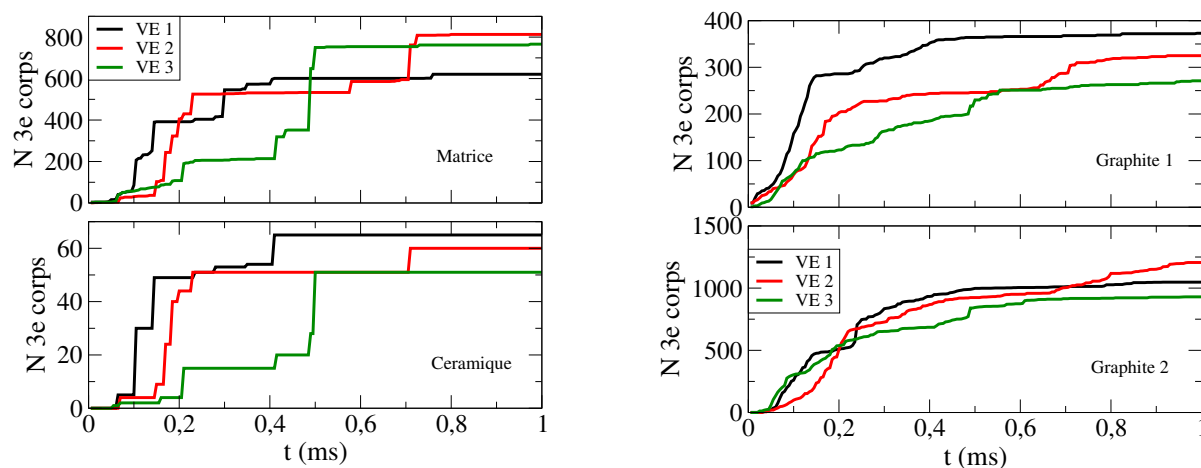 VE 1
VE 2
VE 3
800
600
400
200
0
N 3e corps
Matrice
60
40
20
0
N 3e corps
Ceramique
0 0,2 0,4 0,6 0,8 1
t (ms)
400
300
200
100
0
N 3e corps
Graphite 1
1500
1000
500
0
N 3e corps
VE 1
VE 2
VE 3
Graphite 2
0 0,2 0,4 0,6 0,8 1
t (ms)